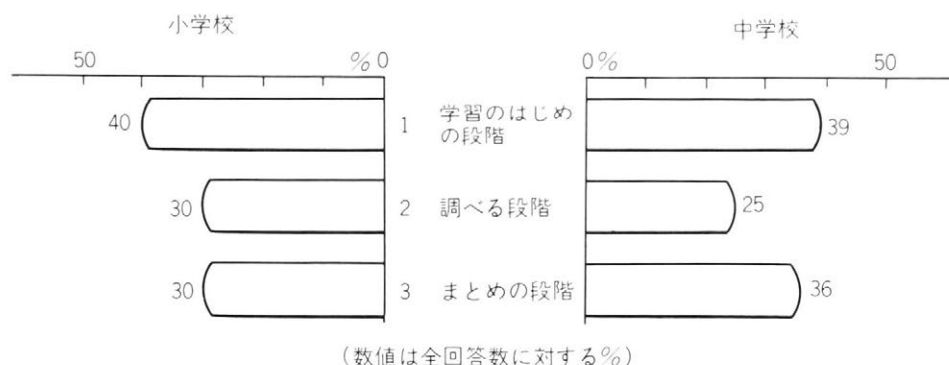 小学校
中学校
50 %0
0% 50
40 1 学習のはじめの段階 39
30 2 調べる段階 25
30 3 まとめの段階 36
(数値は全回答数に対する%)